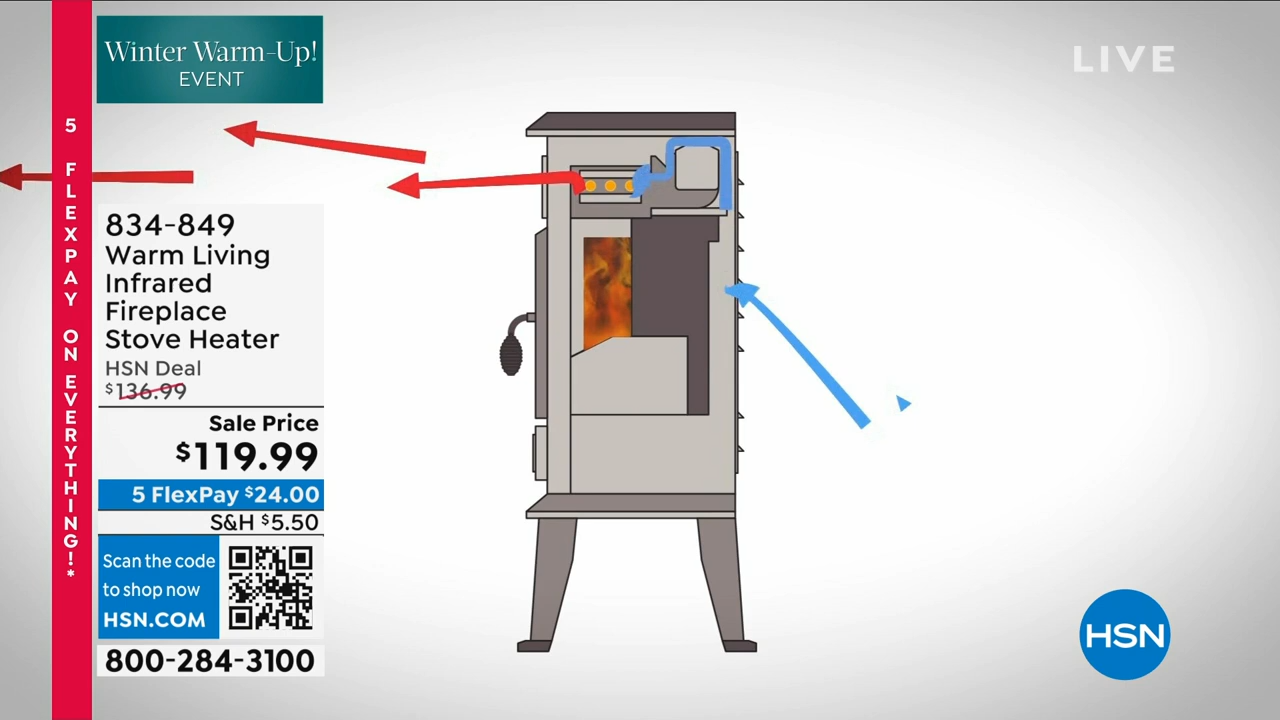 Winter Warm-Up!
EVENT
LIVE
5 FLEXPAY ON EVERYTHING!*
834-849
Warm Living
Infrared
Fireplace
Stove Heater
HSN Deal
$136.99
Sale Price
$119.99
5 FlexPay $24.00
S&H $5.50
Scan the code
to shop now
HSN.COM
800-284-3100
HSN